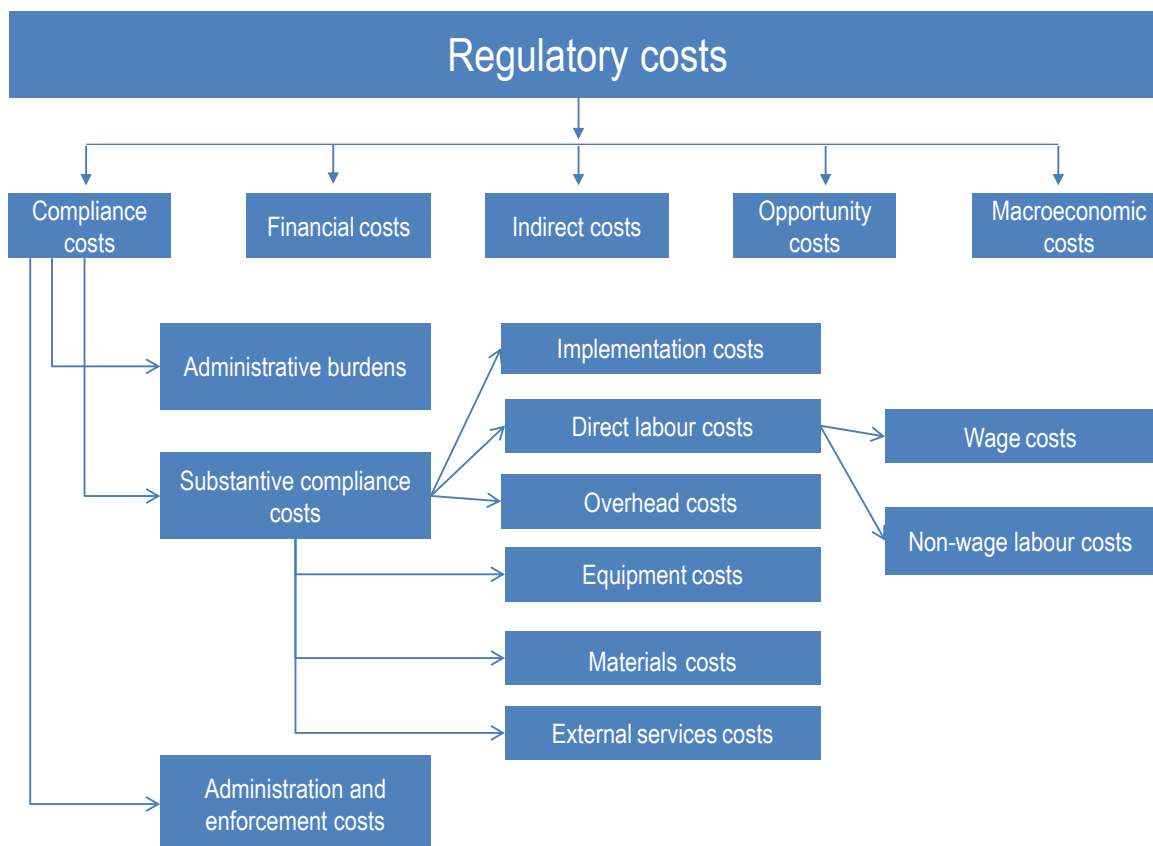 Regulatory costs
Compliance
costs
Financial costs
Indirect costs
Opportunity
costs
Macroeconomic
costs
Administrative burdens
Implementation costs
Direct labour costs
Wage costs
Substantive compliance
costs
Overhead costs
Non-wage labour costs
Equipment costs
Materials costs
External services costs
Administration and
enforcement costs